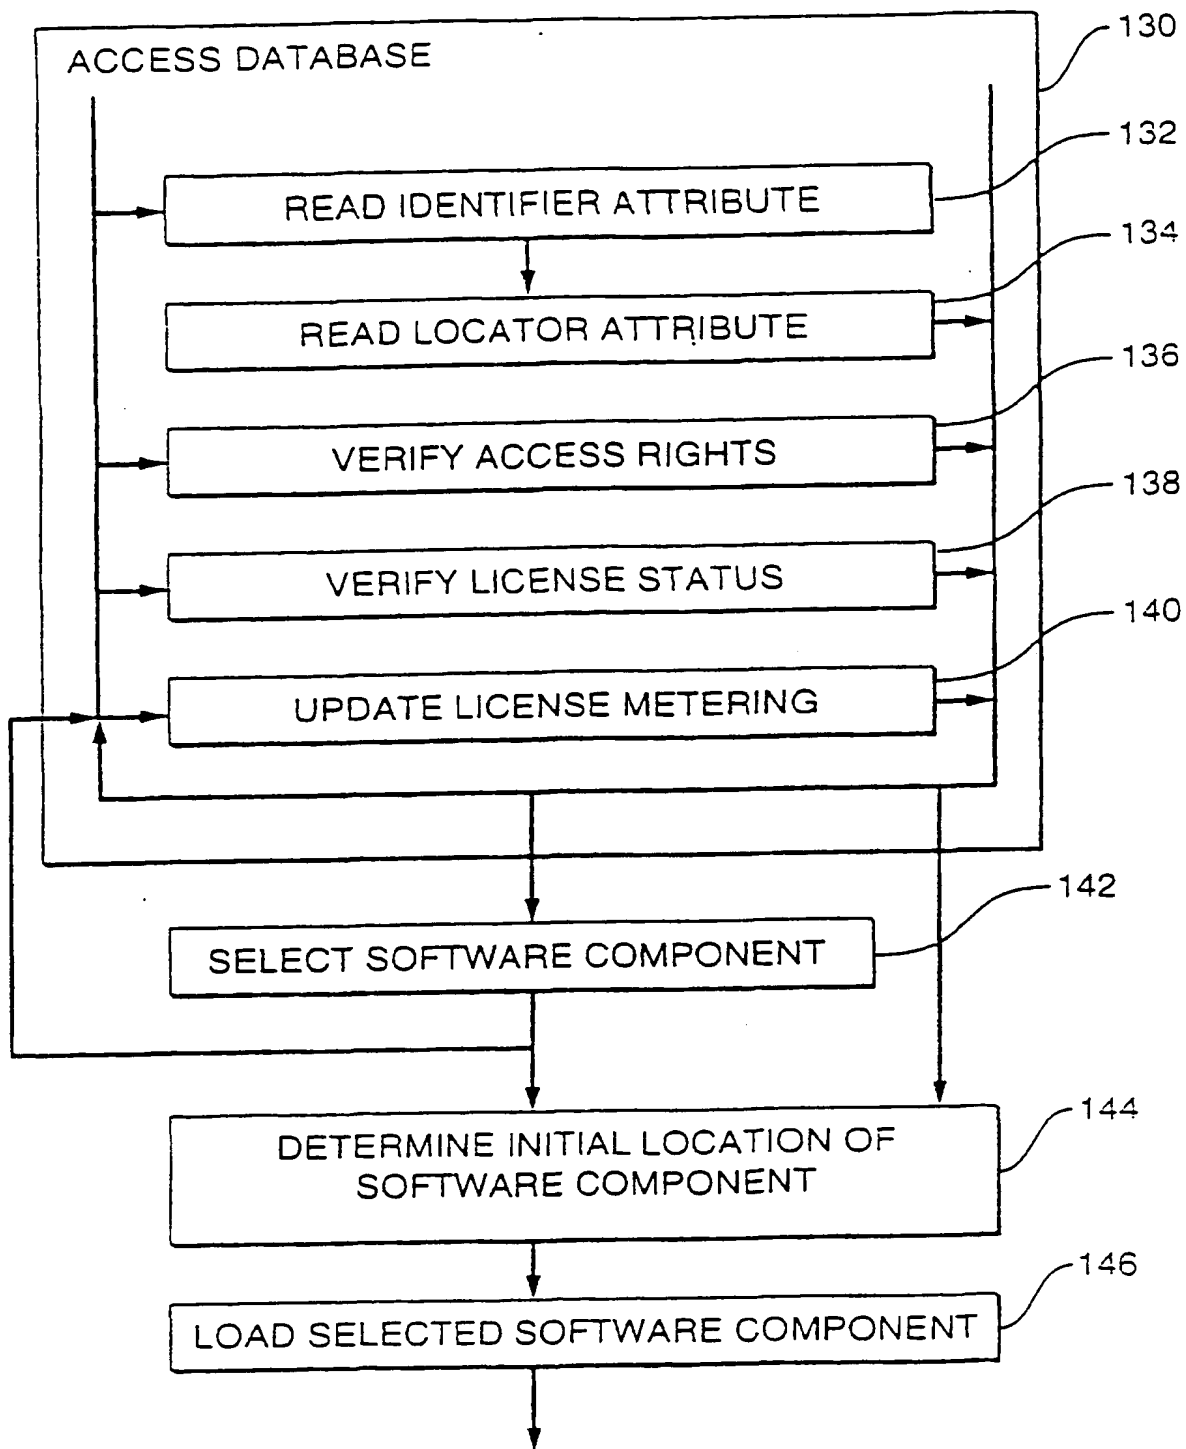 130
ACCESS DATABASE
132
READ IDENTIFIER ATTRIBUTE
134
READ LOCATOR ATTRIBUTE
136
VERIFY ACCESS RIGHTS
138
VERIFY LICENSE STATUS
140
UPDATE LICENSE METERING
142
SELECT SOFTWARE COMPONENT
144
DETERMINE INITIAL LOCATION OF
SOFTWARE COMPONENT
146
LOAD SELECTED SOFTWARE COMPONENT